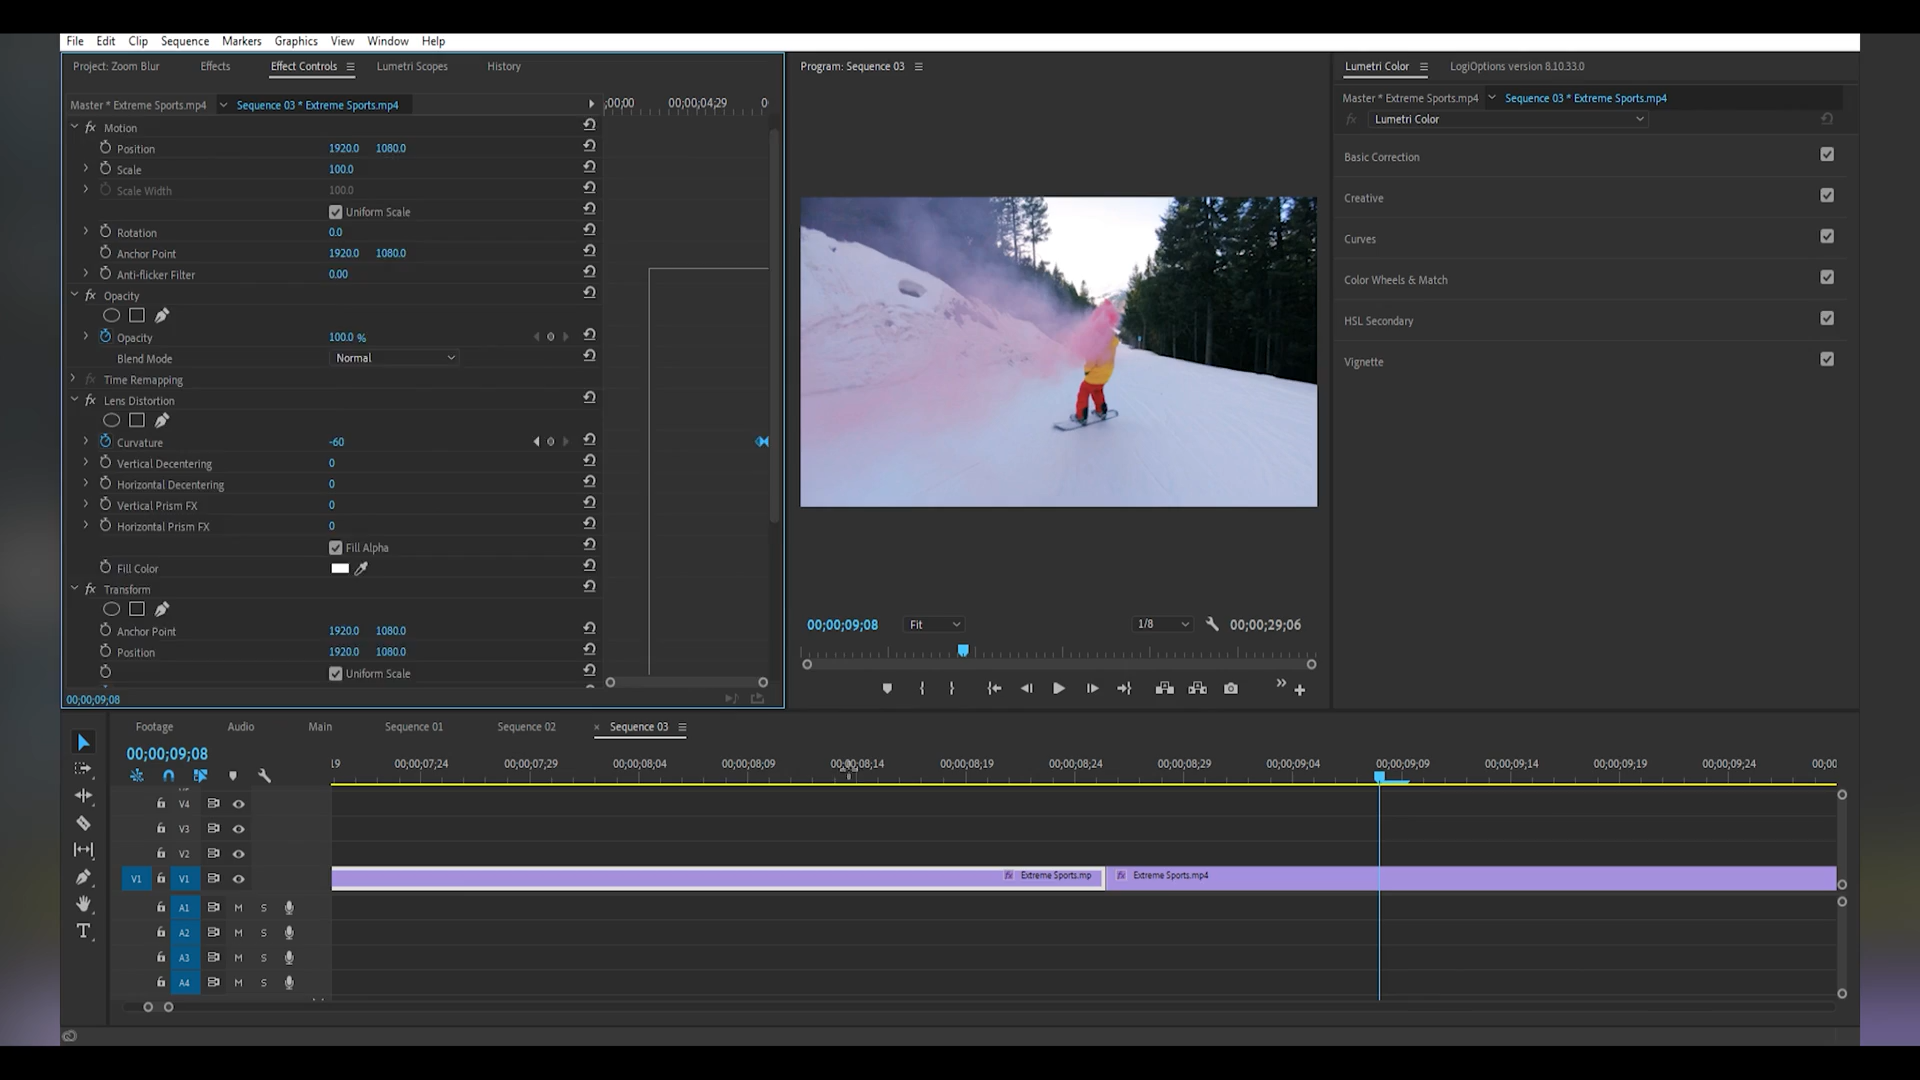 File Edit Clip Sequence Markers Graphics View Window Help
Project: Zoom Blur Effects Effect Controls Lumetri Scopes History
Master * Extreme Sports.mp4 Sequence 03 * Extreme Sports.mp4
;00;00 00;00;04;29 0
fx Motion
Position 1920.0 1080.0
Scale 100.0
Scale Width 100.0
Uniform Scale
Rotation 0.0
Anchor Point 1920.0 1080.0
Anti-flicker Filter 0.00
fx Opacity
Opacity 100.0 %
Blend Mode Normal
fx Time Remapping
fx Lens Distortion
Curvature -60
Vertical Decentering 0
Horizontal Decentering 0
Vertical Prism FX 0
Horizontal Prism FX 0
Fill Alpha
Fill Color
fx Transform
Anchor Point 1920.0 1080.0
Position 1920.0 1080.0
Uniform Scale
00;00;09;08
Program: Sequence 03
00;00;09;08 Fit 1/8 00;00;29;06
Lumetri Color LogiOptions version 8.10.33.0
Master * Extreme Sports.mp4 Sequence 03 * Extreme Sports.mp4
fx Lumetri Color
Basic Correction
Creative
Curves
Color Wheels & Match
HSL Secondary
Vignette
Footage Audio Main Sequence 01 Sequence 02 × Sequence 03
00;00;09;08
;19 00;00;07;24 00;00;07;29 00;00;08;04 00;00;08;09 00;00;08;14 00;00;08;19 00;00;08;24 00;00;08;29 00;00;09;04 00;00;09;09 00;00;09;14 00;00;09;19 00;00;09;24 00;00
V4
V3
V2
V1 V1 fx Extreme Sports.mp fx Extreme Sports.mp4
A1 M S
A2 M S
A3 M S
A4 M S
T